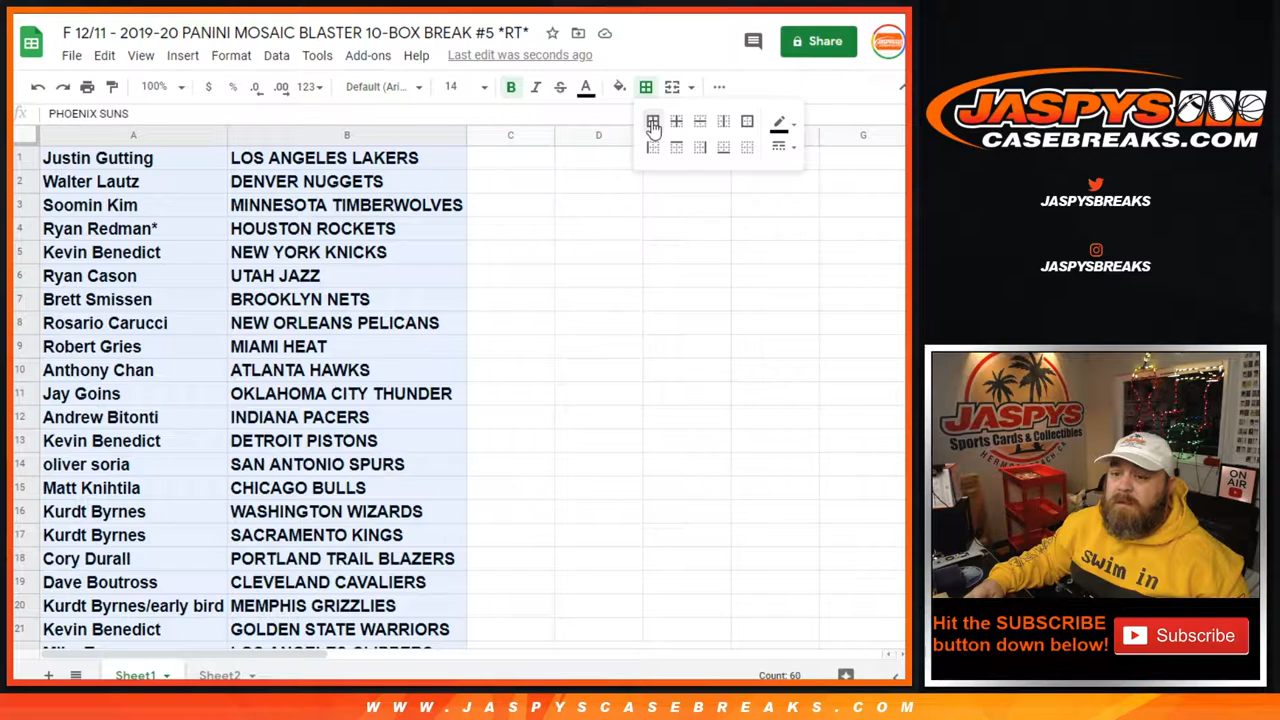 F 12/11 - 2019-20 PANINI MOSAIC BLASTER 10-BOX BREAK #5 *RT*
Share
File Edit View Insert Format Data Tools Add-ons Help Last edit was seconds ago
100% $ % .0 .00 123 Default (Ari... 14 B I S A
fx PHOENIX SUNS
A B C D G
1 Justin Gutting LOS ANGELES LAKERS
2 Walter Lautz DENVER NUGGETS
3 Soomin Kim MINNESOTA TIMBERWOLVES
4 Ryan Redman* HOUSTON ROCKETS
5 Kevin Benedict NEW YORK KNICKS
6 Ryan Cason UTAH JAZZ
7 Brett Smissen BROOKLYN NETS
8 Rosario Carucci NEW ORLEANS PELICANS
9 Robert Gries MIAMI HEAT
10 Anthony Chan ATLANTA HAWKS
11 Jay Goins OKLAHOMA CITY THUNDER
12 Andrew Bitonti INDIANA PACERS
13 Kevin Benedict DETROIT PISTONS
14 oliver soria SAN ANTONIO SPURS
15 Matt Knihtila CHICAGO BULLS
16 Kurdt Byrnes WASHINGTON WIZARDS
17 Kurdt Byrnes SACRAMENTO KINGS
18 Cory Durall PORTLAND TRAIL BLAZERS
19 Dave Boutross CLEVELAND CAVALIERS
20 Kurdt Byrnes/early bird MEMPHIS GRIZZLIES
21 Kevin Benedict GOLDEN STATE WARRIORS
LOS ANGELES CLIPPERS
Sheet1 Sheet2 Count: 60
JASPYS
CASEBREAKS.COM
JASPYSBREAKS
JASPYSBREAKS
JASPYS
Sports Cards & Collectibles
ON
AIR
swim in
Hit the SUBSCRIBE
button down below!
Subscribe
WWW.JASPYSCASEBREAKS.COM